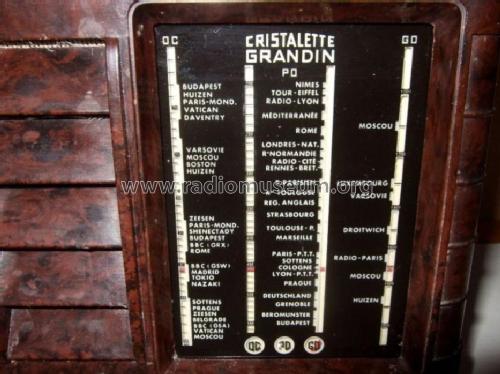 OC
CRISTALETTE
GO
GRANDIN
PO
BUDAPEST
HUIZEN
PARIS-MOND.
VATICAN
DAVENTRY
VARSOVIE
MOSCOU
BOSTON
HUIZEN
ZEESEN
PARIS-MOND.
SHENECTADY
BUDAPEST
BBC (GRX)
ROME
BBC (GSW)
MADRID
TOKIO
NAZAKI
SOTTENS
PRAGUE
ZEESEN
BELGRADE
BBC (GSA)
VATICAN
MOSCOU
NIMES
TOUR-EIFFEL
RADIO-LYON
MÉDITERRANÉE
ROME
LONDRES-NAT.
R.NORMANDIE
RADIO-CITÉ
RENNES-BRET.
P.PARISIEN
R-TOULOUSE
REG. ANGLAIS
STRASBOURG
TOULOUSE-P.
MARSEILLE
PARIS-P.T.T.
SOTTENS
COLOGNE
LYON-P.T.T.
PRAGUE
DEUTSCHLAND
GRENOBLE
BEROMUNSTER
BUDAPEST
MOSCOU
LUXEMBOURG
VARSOVIE
DROITWICH
RADIO-PARIS
MOSCOU
HUIZEN
OC PO GO
www.radiomuseum.org